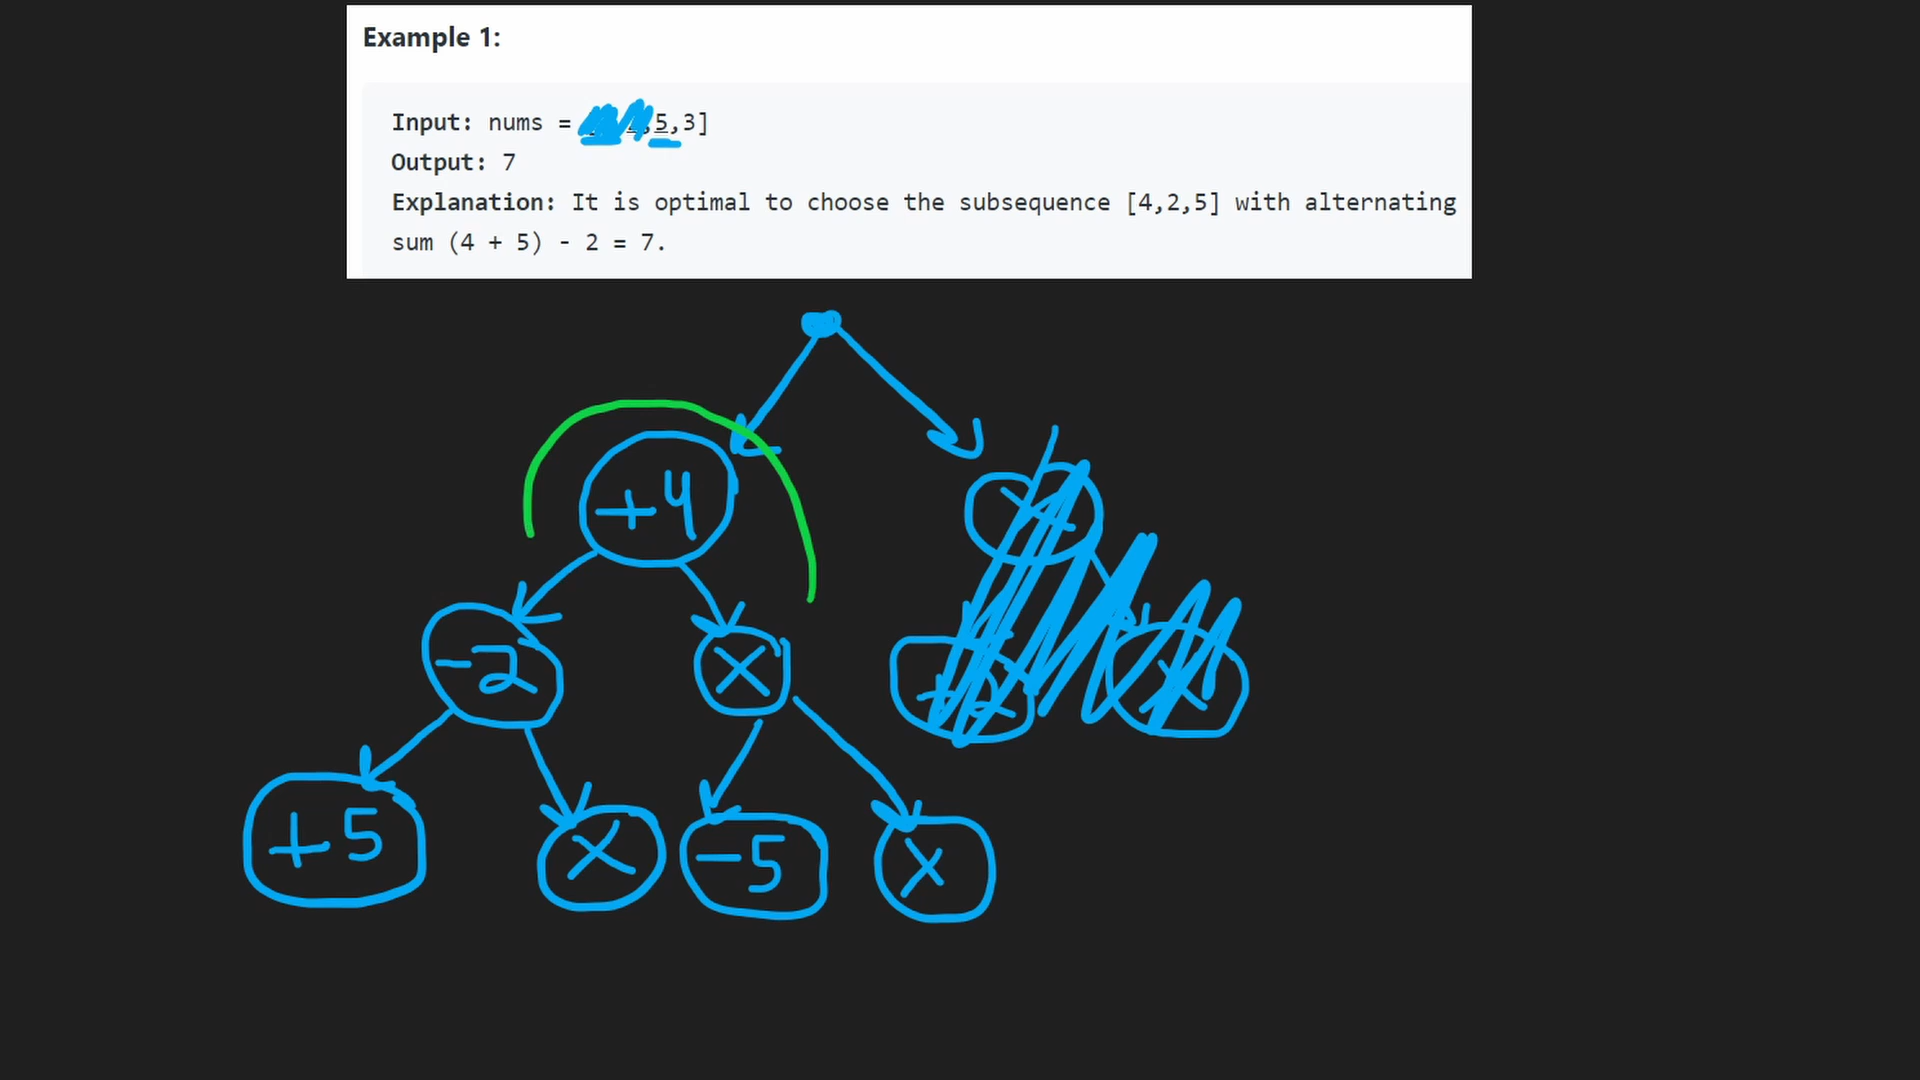 Example 1:
Input: nums = ,5,3]
Output: 7
Explanation: It is optimal to choose the subsequence [4,2,5] with alternating
sum (4 + 5) - 2 = 7.
+4
-2
X
+5
X
-5
X